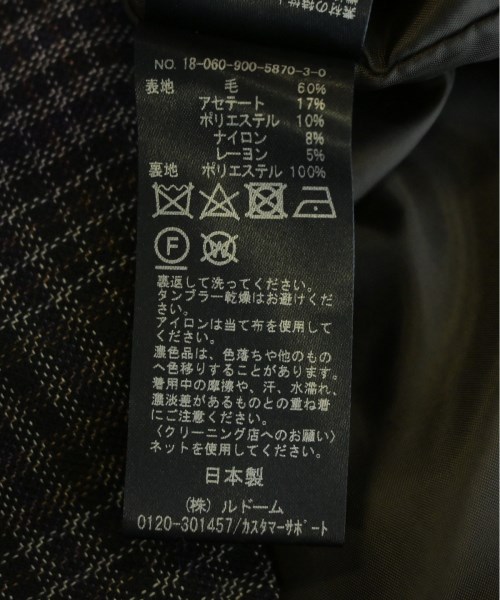 素材の特性上
NO. 18-060-900-5870-3-0
表地 毛 60%
アセテート 17%
ポリエステル 10%
ナイロン 8%
レーヨン 5%
裏地 ポリエステル 100%
F W
裏返して洗ってください。
タンブラー乾燥はお避けくださ
い。
アイロンは当て布を使用して
ください。
濃色品は、色落ちや他のもの
へ色移りすることがあります。
着用中の摩擦や、汗、水濡れ、
濃淡差があるものとの重ね着
にご注意ください。
〈クリーニング店へのお願い〉
ネットを使用してください。
日本製
(株) ルドーム
0120-301457/カスタマーサポート